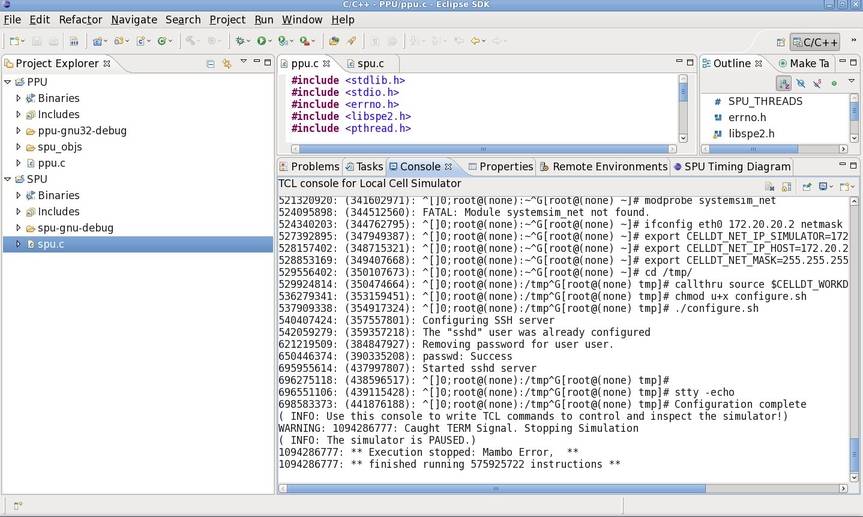 C/C++ - PPU/ppu.c - Eclipse SDK
File Edit Refactor Navigate Search Project Run Window Help
C/C++
Project Explorer
PPU
Binaries
Includes
ppu-gnu32-debug
spu_objs
ppu.c
SPU
Binaries
Includes
spu-gnu-debug
spu.c
ppu.c spu.c
#include <stdlib.h>
#include <stdio.h>
#include <errno.h>
#include <libspe2.h>
#include <pthread.h>
Outline Make Ta
SPU_THREADS
errno.h
libspe2.h
Problems Tasks Console Properties Remote Environments SPU Timing Diagram
TCL console for Local Cell Simulator
521320920: (341602971): ^[]0;root@(none):~^G[root@(none) ~]# modprobe systemsim_net
524095898: (344512560): FATAL: Module systemsim_net not found.
524340203: (344762795): ^[]0;root@(none):~^G[root@(none) ~]# ifconfig eth0 172.20.20.2 netmask
527392895: (347949387): ^[]0;root@(none):~^G[root@(none) ~]# export CELLDT_NET_IP_SIMULATOR=172
528157402: (348715321): ^[]0;root@(none):~^G[root@(none) ~]# export CELLDT_NET_IP_HOST=172.20.2
528853169: (349407668): ^[]0;root@(none):~^G[root@(none) ~]# export CELLDT_NET_MASK=255.255.255
529556402: (350107673): ^[]0;root@(none):~^G[root@(none) ~]# cd /tmp/
529924814: (350474664): ^[]0;root@(none):/tmp^G[root@(none) tmp]# callthru source $CELLDT_WORKD
536279341: (353159451): ^[]0;root@(none):/tmp^G[root@(none) tmp]# chmod u+x configure.sh
537909338: (354917324): ^[]0;root@(none):/tmp^G[root@(none) tmp]# ./configure.sh
540407424: (357557801): Configuring SSH server
542059279: (359357218): The "sshd" user was already configured
621219509: (384847927): Removing password for user user.
650446374: (390335208): passwd: Success
695955614: (437997807): Started sshd server
696275118: (438596517): ^[]0;root@(none):/tmp^G[root@(none) tmp]#
696551106: (439115428): ^[]0;root@(none):/tmp^G[root@(none) tmp]# stty -echo
698583373: (441876188): ^[]0;root@(none):/tmp^G[root@(none) tmp]# Configuration complete
( INFO: Use this console to write TCL commands to control and inspect the simulator!)
WARNING: 1094286777: Caught TERM Signal. Stopping Simulation
( INFO: The simulator is PAUSED.)
1094286777: ** Execution stopped: Mambo Error,  **
1094286777: ** finished running 575925722 instructions **